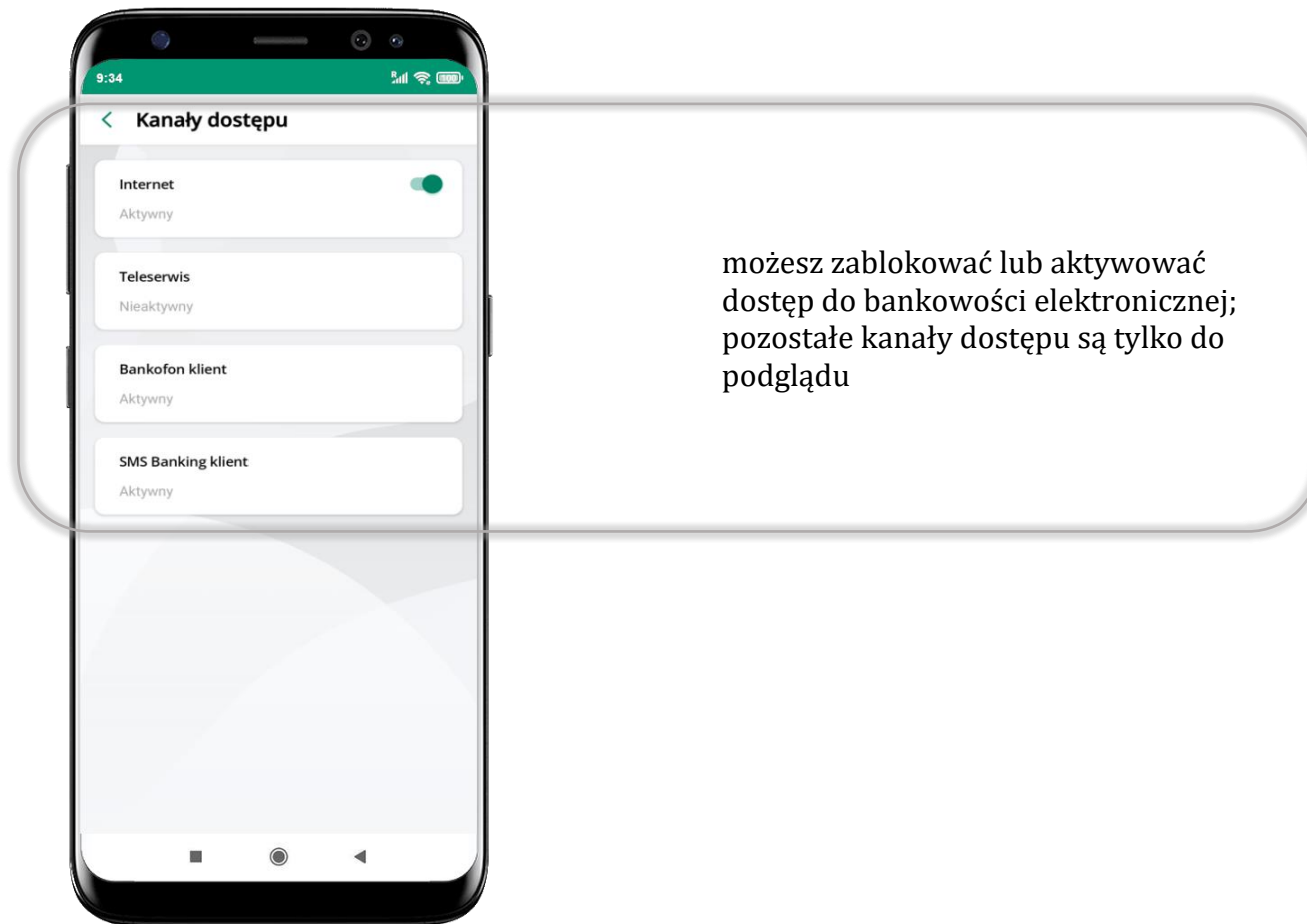 9:34
R 100
Kanały dostępu
Internet
Aktywny
Teleserwis
Nieaktywny
Bankofon klient
Aktywny
SMS Banking klient
Aktywny
możesz zablokować lub aktywować
dostęp do bankowości elektronicznej;
pozostałe kanały dostępu są tylko do
podglądu